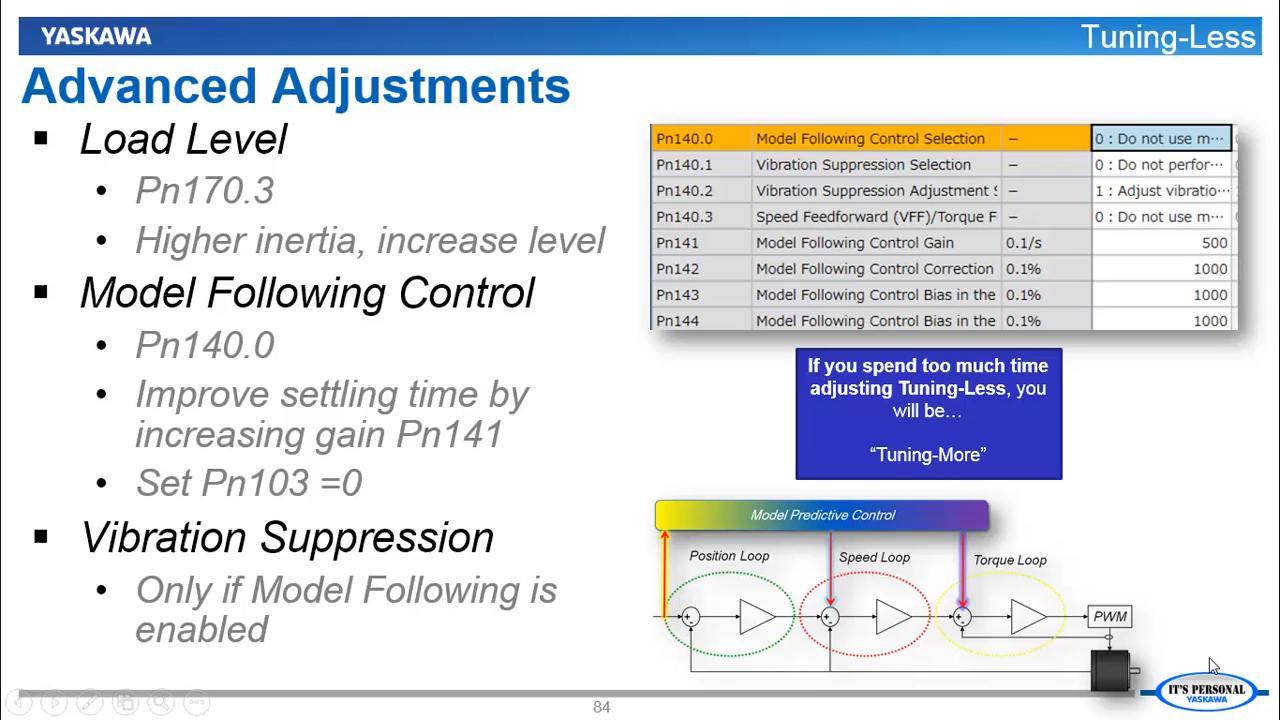 YASKAWA
Tuning-Less
Advanced Adjustments
Load Level
Pn170.3
Higher inertia, increase level
Model Following Control
Pn140.0
Improve settling time by
increasing gain Pn141
Set Pn103 =0
Vibration Suppression
Only if Model Following is
enabled
Pn140.0 Model Following Control Selection – 0 : Do not use m···
Pn140.1 Vibration Suppression Selection – 0 : Do not perfor···
Pn140.2 Vibration Suppression Adjustment S – 1 : Adjust vibratio···
Pn140.3 Speed Feedforward (VFF)/Torque F – 0 : Do not use m···
Pn141 Model Following Control Gain 0.1/s 500
Pn142 Model Following Control Correction 0.1% 1000
Pn143 Model Following Control Bias in the 0.1% 1000
Pn144 Model Following Control Bias in the 0.1% 1000
If you spend too much time
adjusting Tuning-Less, you
will be…
“Tuning-More”
Model Predictive Control
Position Loop
Speed Loop
Torque Loop
PWM
IT'S PERSONAL
YASKAWA
84